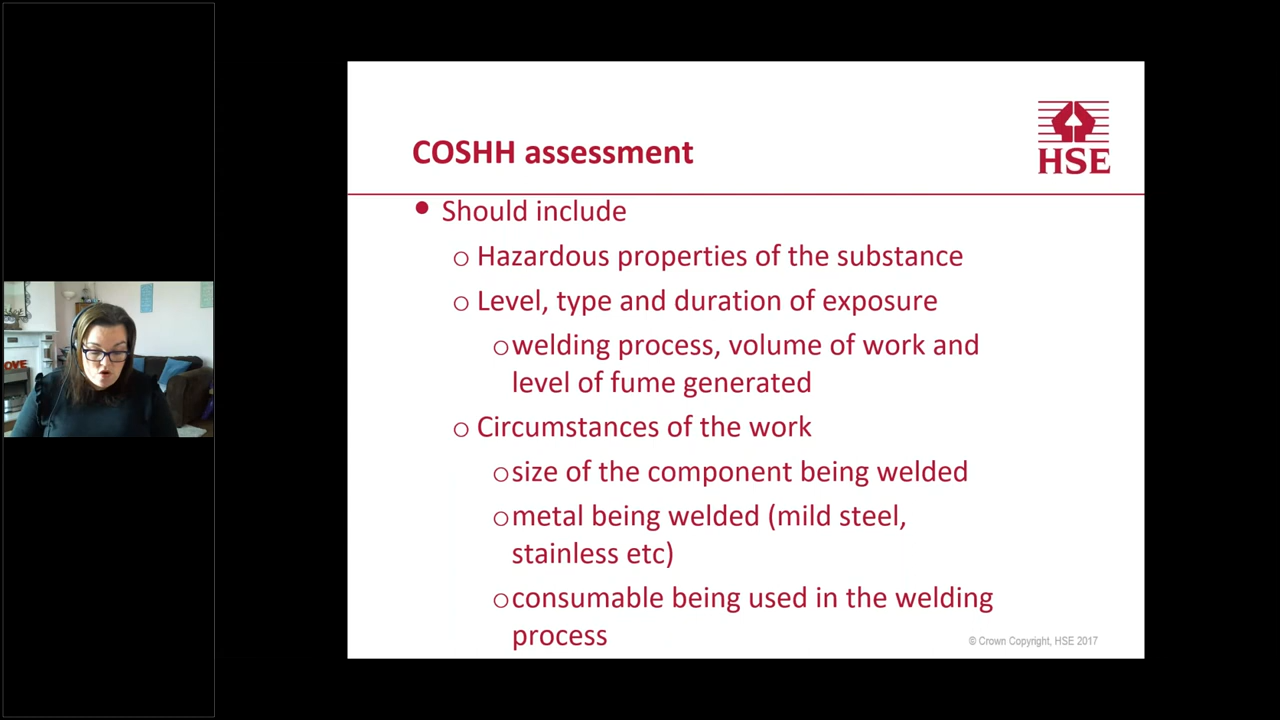 COSHH assessment
HSE
• Should include
o Hazardous properties of the substance
o Level, type and duration of exposure
o welding process, volume of work and
level of fume generated
o Circumstances of the work
o size of the component being welded
o metal being welded (mild steel,
stainless etc)
o consumable being used in the welding
process
© Crown Copyright, HSE 2017
OVE